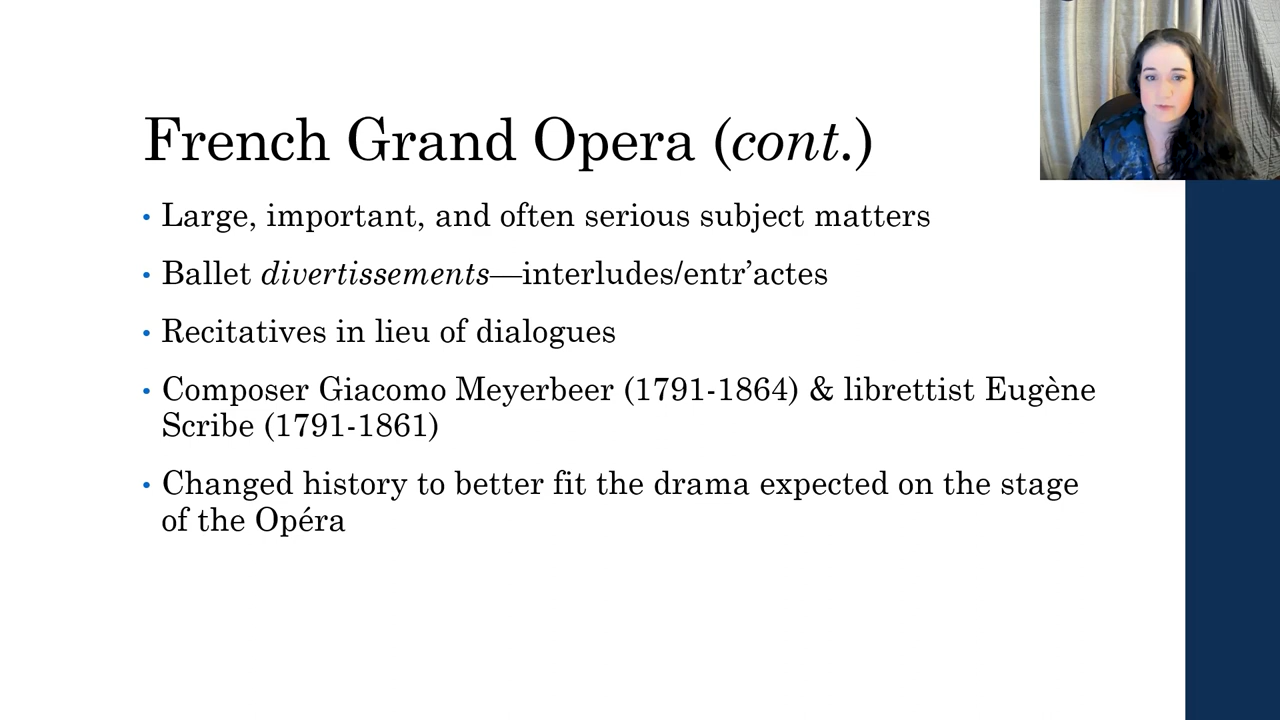 French Grand Opera (cont.)
• Large, important, and often serious subject matters
• Ballet divertissements—interludes/entr’actes
• Recitatives in lieu of dialogues
• Composer Giacomo Meyerbeer (1791-1864) & librettist Eugène
Scribe (1791-1861)
• Changed history to better fit the drama expected on the stage
of the Opéra